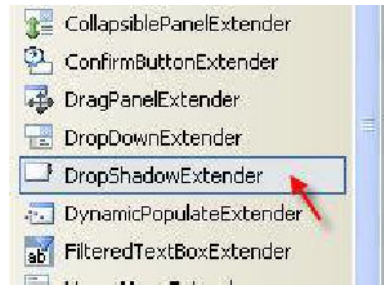 CollapsiblePanelExtender
ConfirmButtonExtender
DragPanelExtender
DropDownExtender
DropShadowExtender
DynamicPopulateExtender
FilteredTextBoxExtender